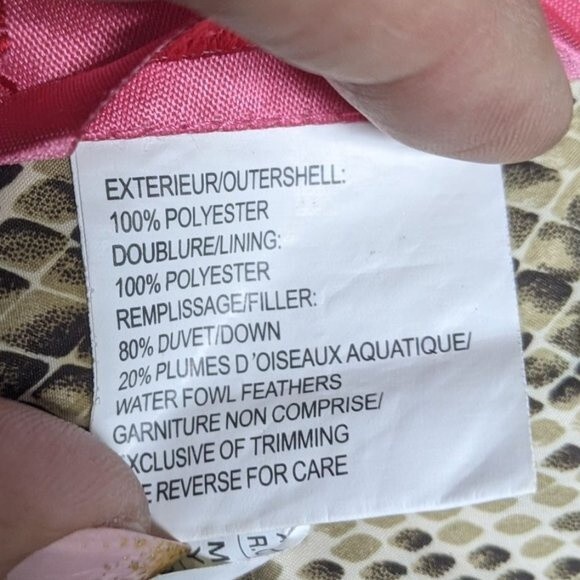 EXTERIEUR/OUTERSHELL:
100% POLYESTER
DOUBLURE/LINING:
100% POLYESTER
REMPLISSAGE/FILLER:
80% DUVET/DOWN
20% PLUMES D'OISEAUX AQUATIQUE/
WATER FOWL FEATHERS
GARNITURE NON COMPRISE/
XCLUSIVE OF TRIMMING
E REVERSE FOR CARE